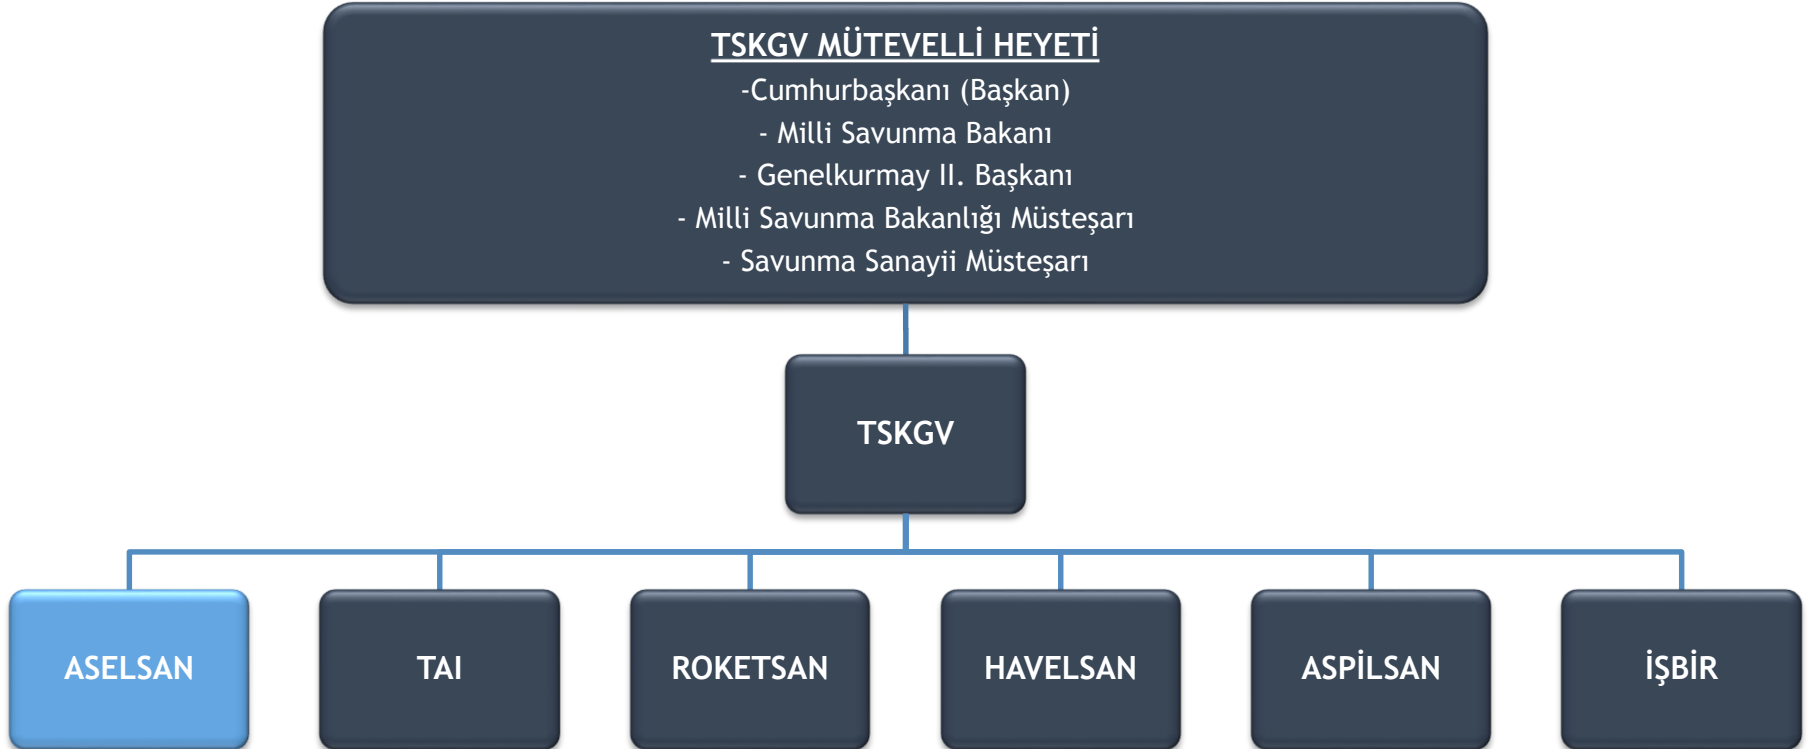 TSKGV MÜTEVELLİ HEYETİ
-Cumhurbaşkanı (Başkan)
- Milli Savunma Bakanı
- Genelkurmay II. Başkanı
- Milli Savunma Bakanlığı Müsteşarı
- Savunma Sanayii Müsteşarı
TSKGV
ASELSAN
TAI
ROKETSAN
HAVELSAN
ASPİLSAN
İŞBİR